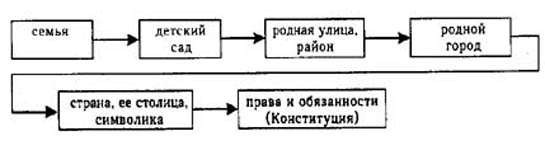 семья
детский
сад
родная улица,
район
родной
город
страна, ее столица,
символика
права и обязанности
(Конституция)